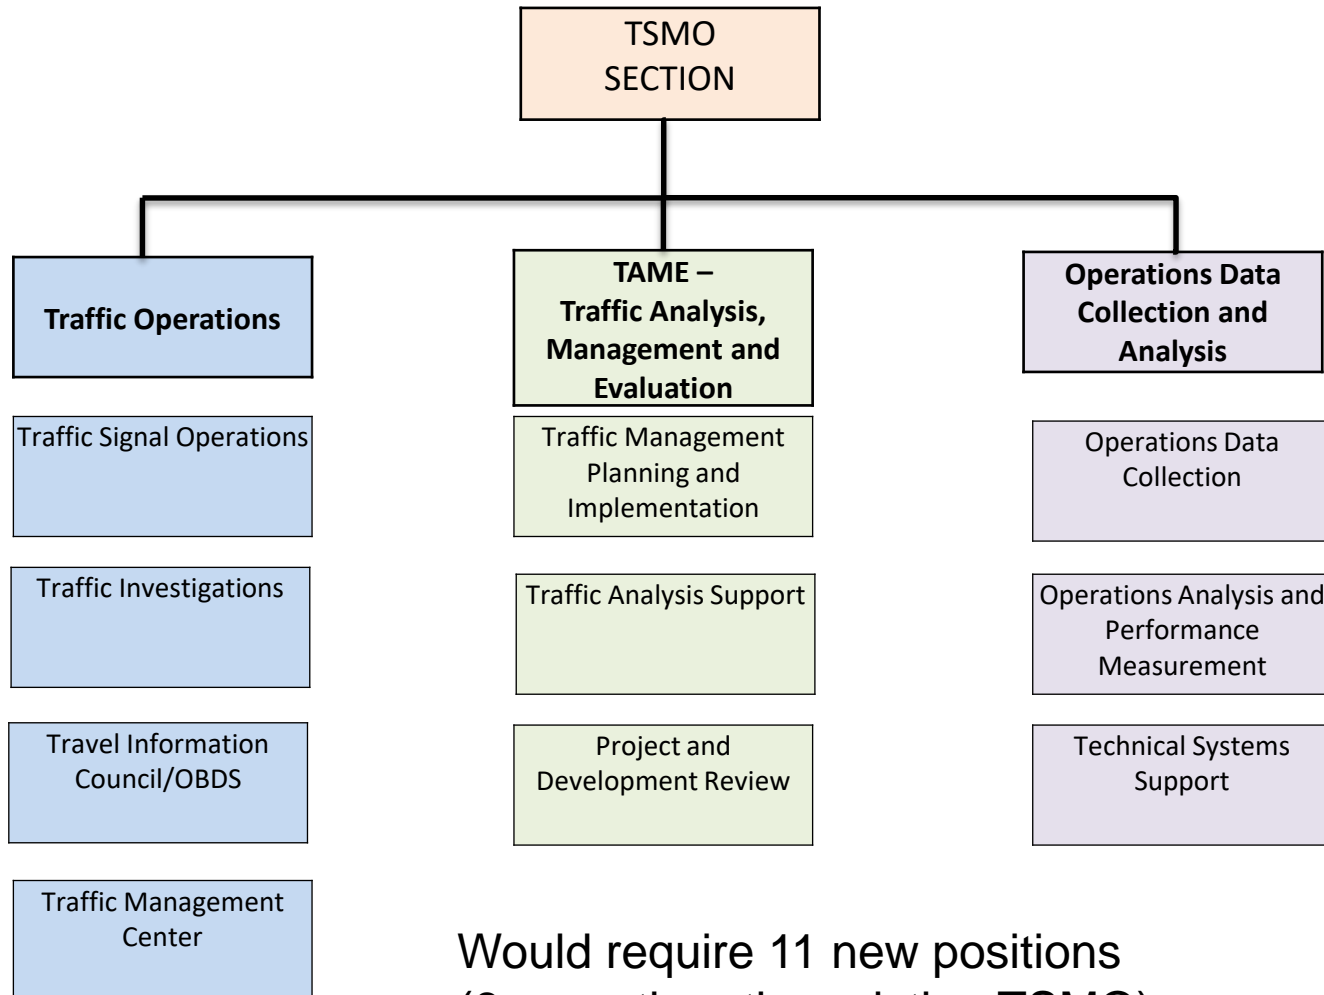 TSMO
SECTION
Traffic Operations
Traffic Signal Operations
Traffic Investigations
Travel Information
Council/OBDS
Traffic Management
Center
TAME –
Traffic Analysis,
Management and
Evaluation
Traffic Management
Planning and
Implementation
Traffic Analysis Support
Project and
Development Review
Operations Data
Collection and
Analysis
Operations Data
Collection
Operations Analysis and
Performance
Measurement
Technical Systems
Support
Would require 11 new positions
TSMO)